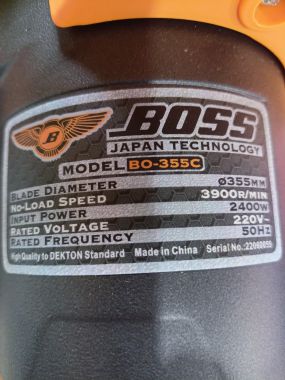 B
BOSS
JAPAN TECHNOLOGY
MODEL BO-355C
BLADE DIAMETER Ø355MM
NO-LOAD SPEED 3900R/MIN
INPUT POWER 2400W
RATED VOLTAGE 220V~
RATED FREQUENCY 50Hz
High Quality to DEKTON Standard Made in China Serial No.: